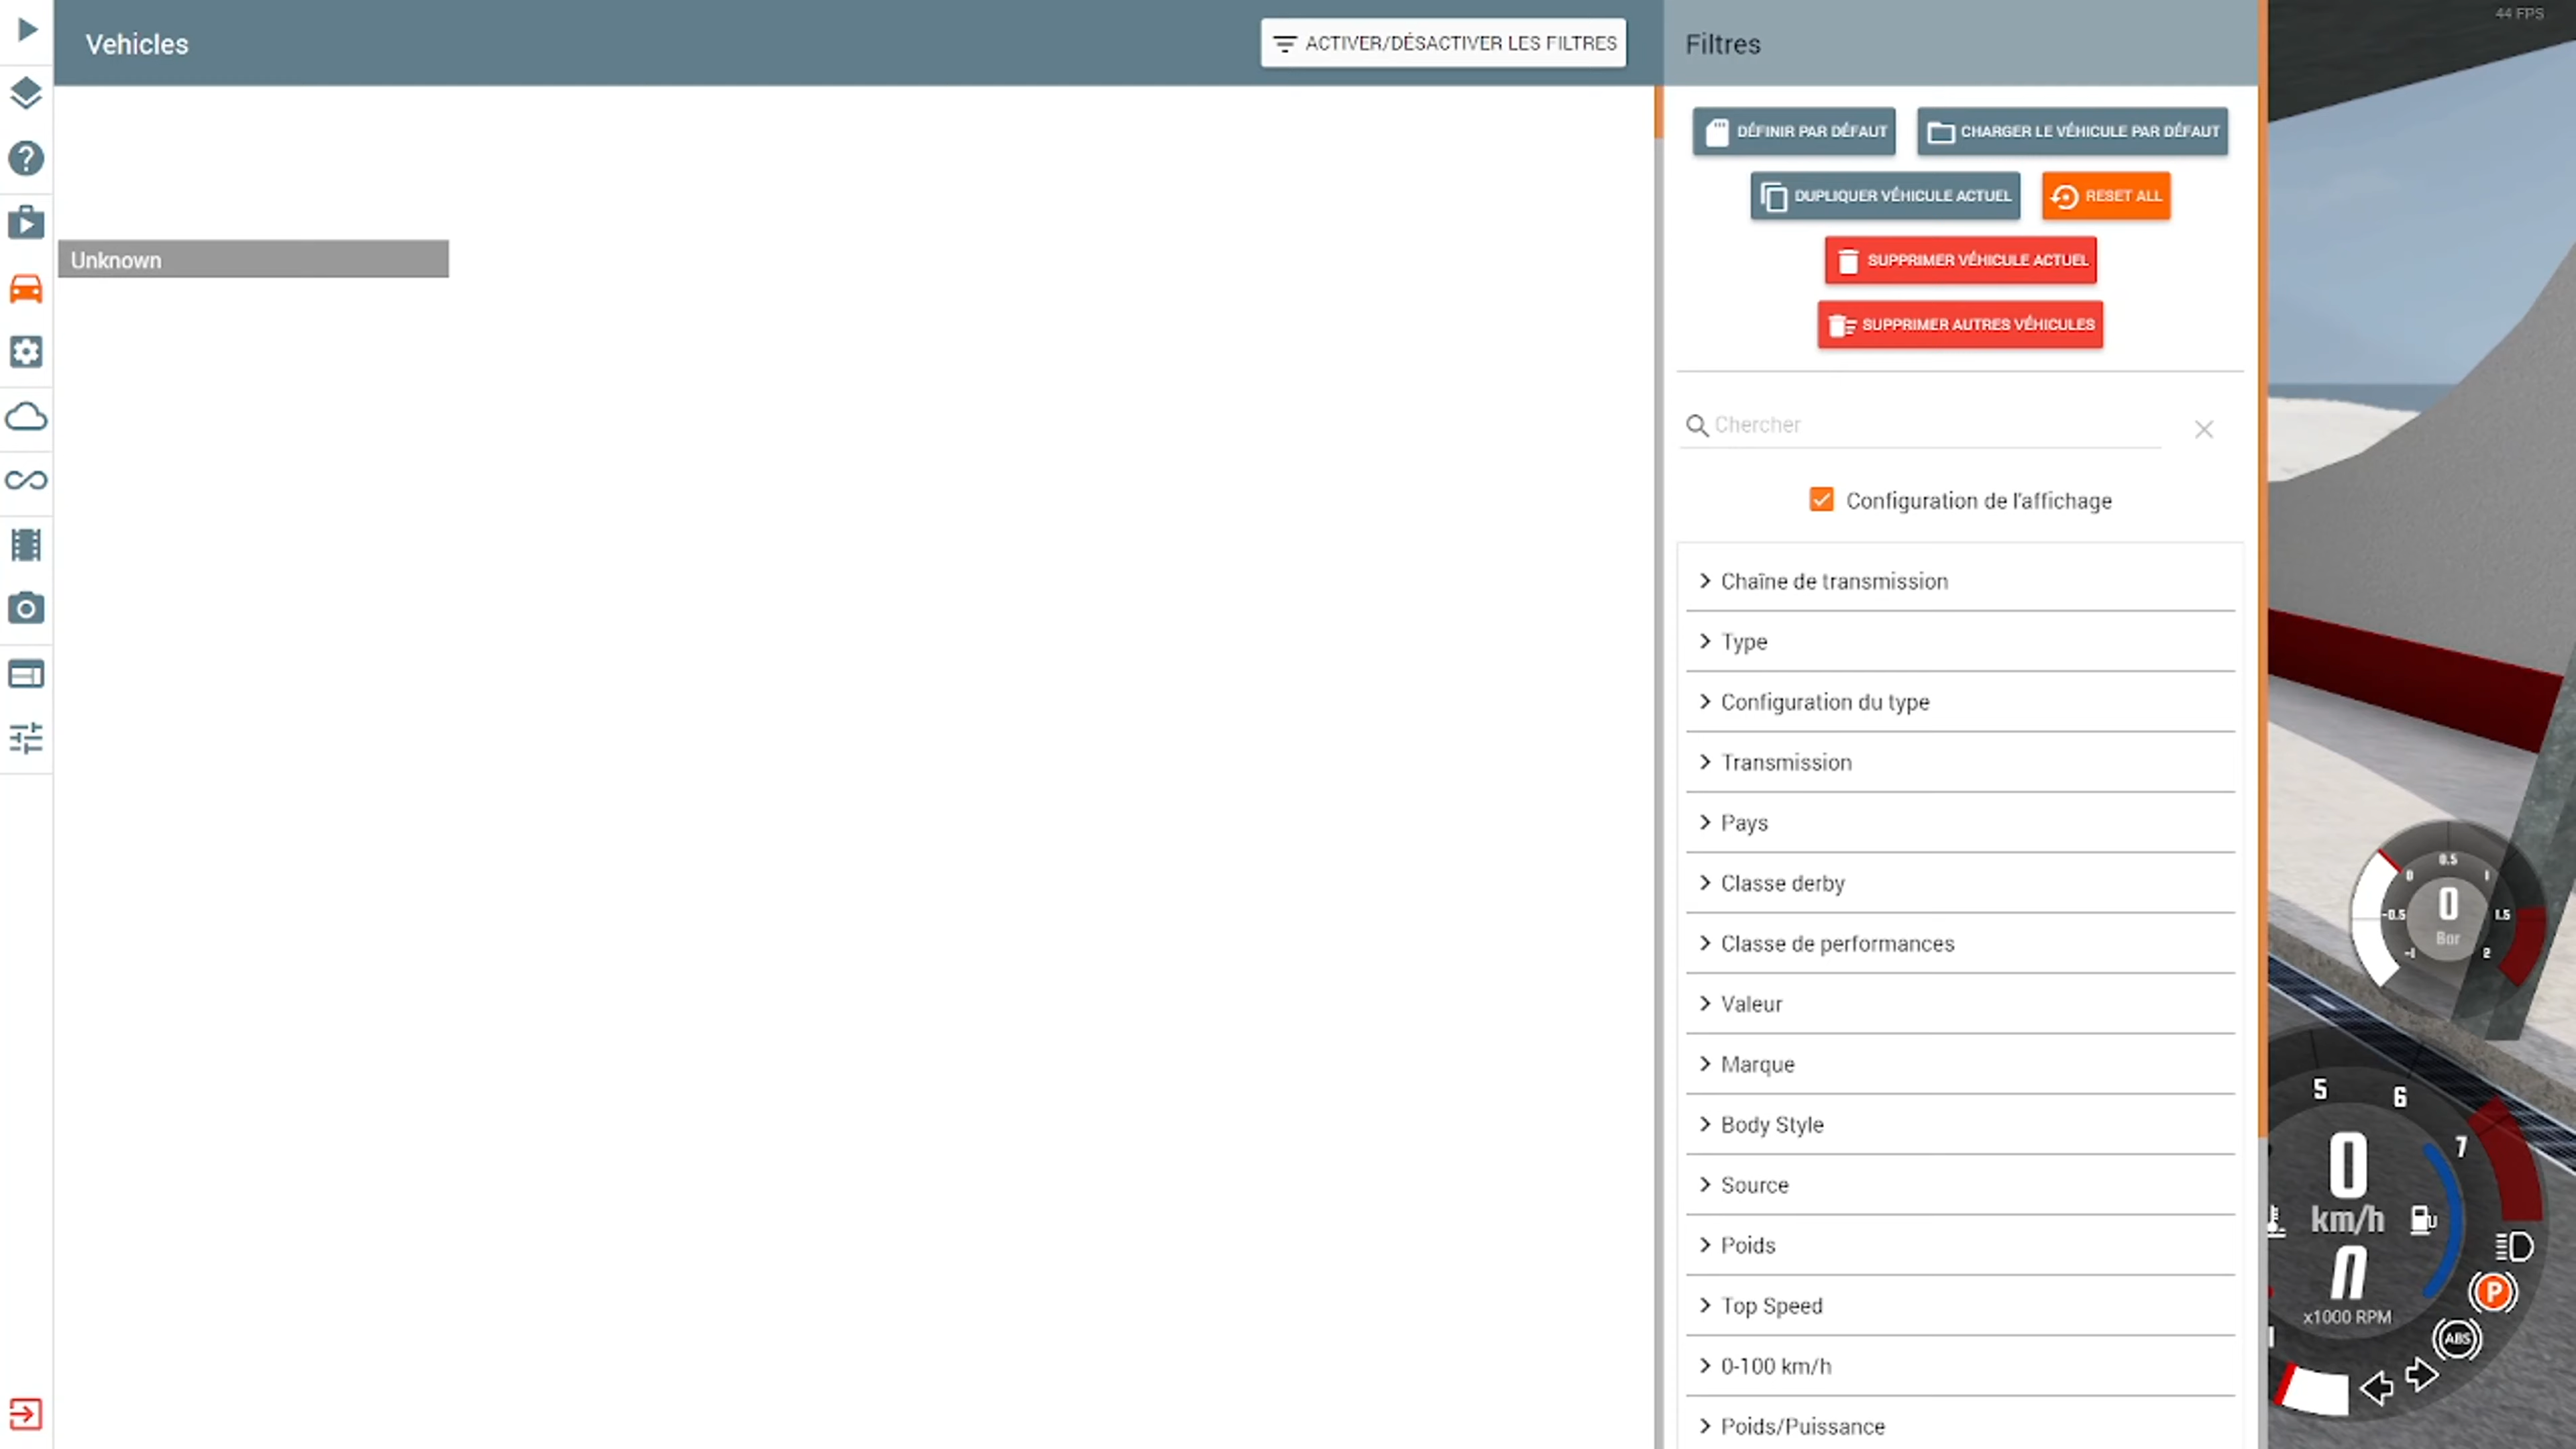 Vehicles
ACTIVER/DÉSACTIVER LES FILTRES
Filtres
44 FPS
DÉFINIR PAR DÉFAUT
CHARGER LE VÉHICULE PAR DÉFAUT
DUPLIQUER VÉHICULE ACTUEL
RESET ALL
Unknown
SUPPRIMER VÉHICULE ACTUEL
SUPPRIMER AUTRES VÉHICULES
Chercher
Configuration de l'affichage
Chaîne de transmission
Type
Configuration du type
Transmission
Pays
Classe derby
Classe de performances
Valeur
Marque
Body Style
Source
Poids
Top Speed
0-100 km/h
Poids/Puissance
0.5
0 1
-0.5 0 1.5
Bar
-1 2
5 6
7
0
km/h
n
x1000 RPM
P
ABS
1